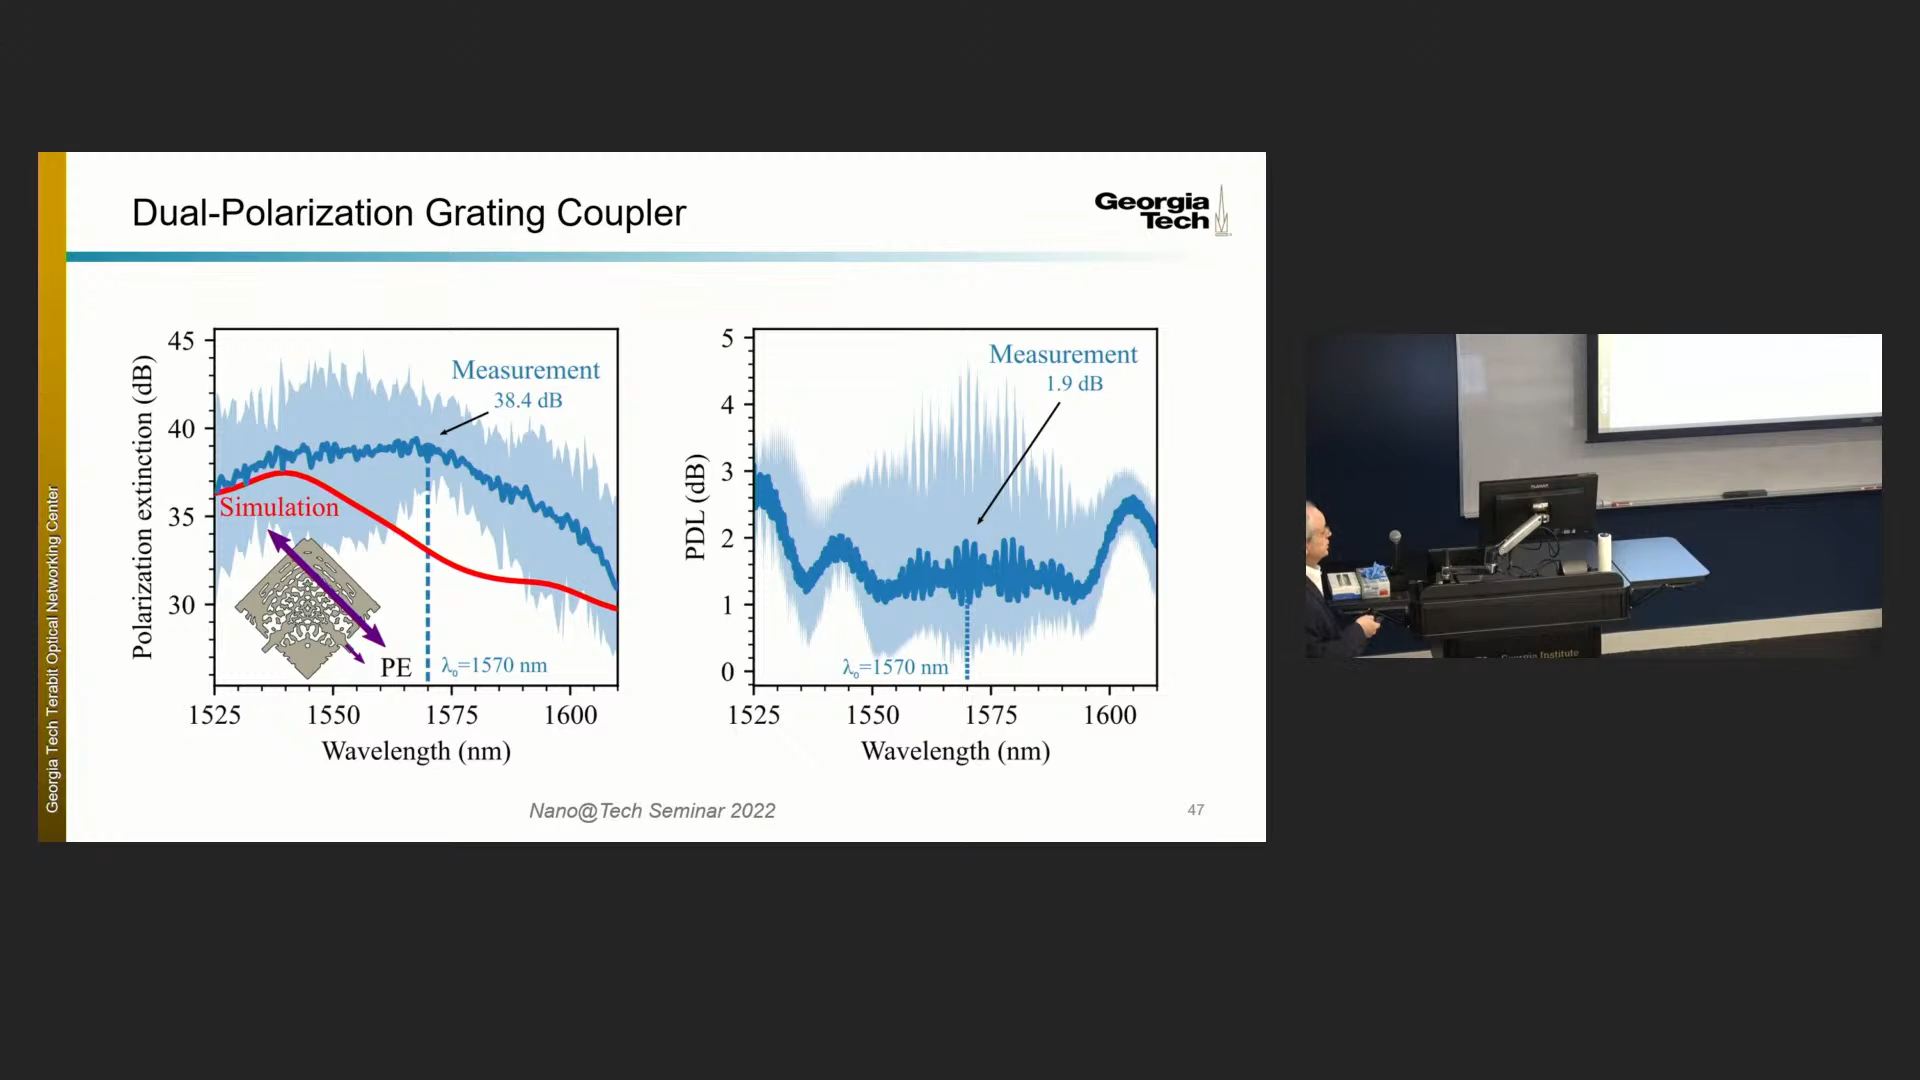 Dual-Polarization Grating Coupler
Georgia
Tech
Georgia Tech Terabit Optical Networking Center
Polarization extinction (dB)
45
40
35
30
Measurement
38.4 dB
Simulation
PE
λo=1570 nm
1525
1550
1575
1600
Wavelength (nm)
PDL (dB)
5
4
3
2
1
0
Measurement
1.9 dB
λo=1570 nm
1525
1550
1575
1600
Wavelength (nm)
Nano@Tech Seminar 2022
47
Georgia Institute